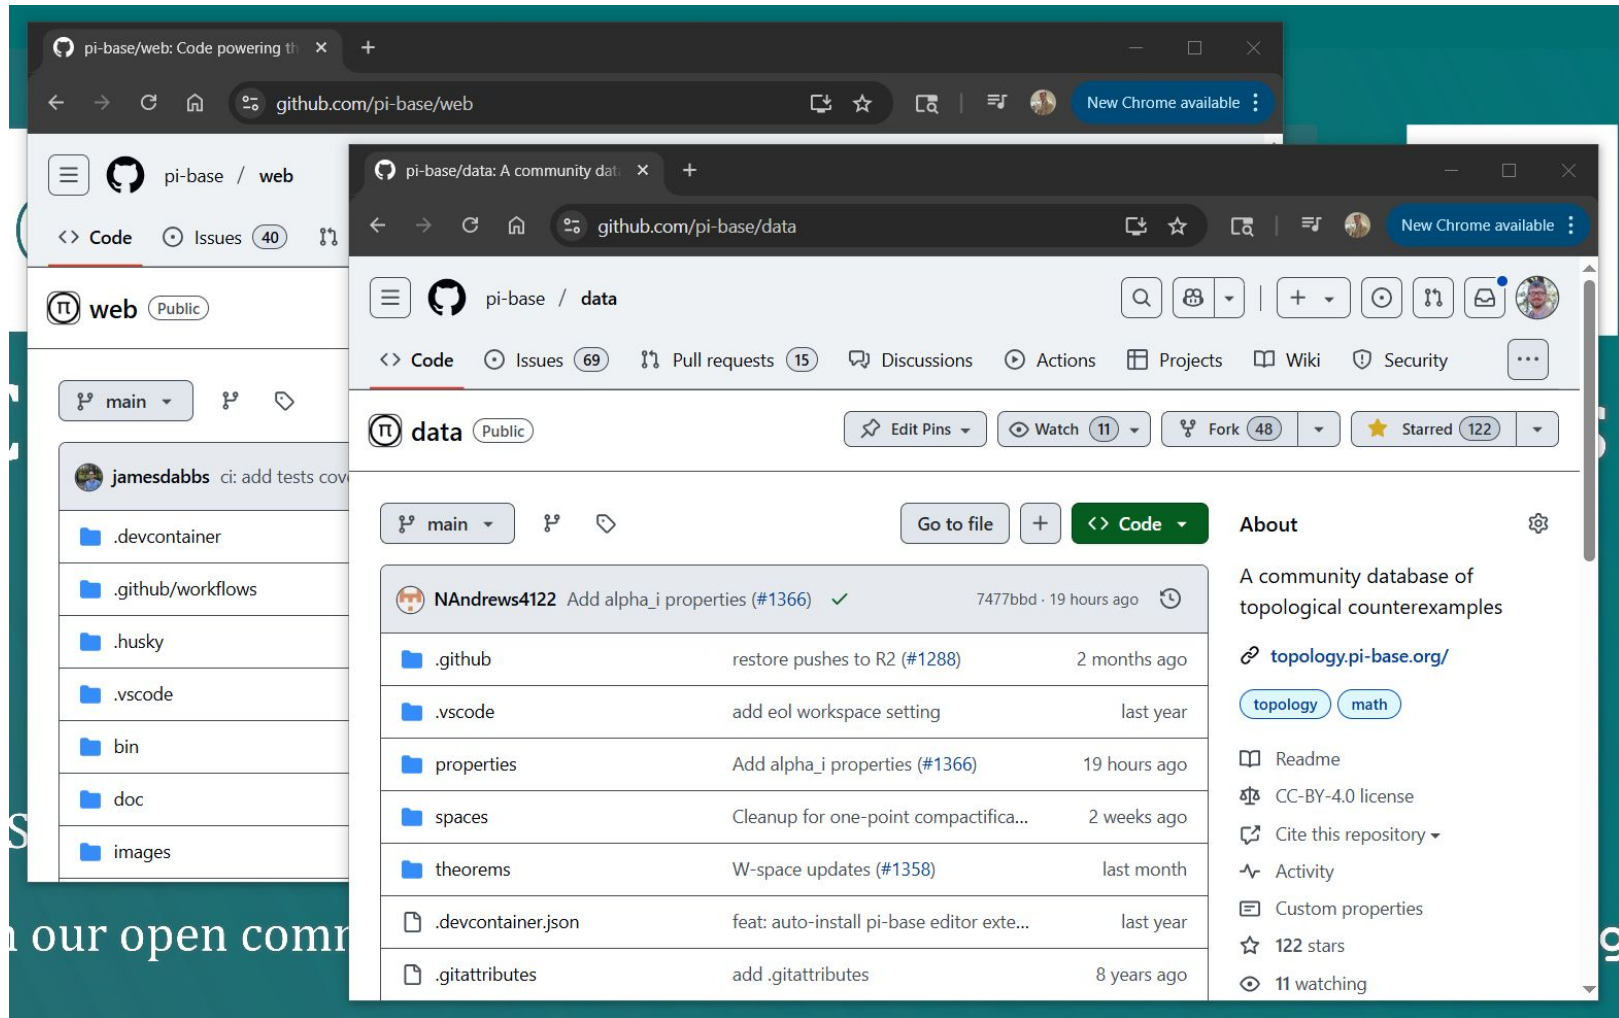 pi-base/web: Code powering th
github.com/pi-base/web
New Chrome available
pi-base / web
Code
Issues 40
web Public
main
jamesdabbs ci: add tests cov
.devcontainer
.github/workflows
.husky
.vscode
bin
doc
images
pi-base/data: A community dat
github.com/pi-base/data
New Chrome available
pi-base / data
Code Issues 69 Pull requests 15 Discussions Actions Projects Wiki Security
data Public
Edit Pins Watch 11 Fork 48 Starred 122
main Go to file Code
NAndrews4122 Add alpha_i properties (#1366) 7477bbd · 19 hours ago
.github restore pushes to R2 (#1288) 2 months ago
.vscode add eol workspace setting last year
properties Add alpha_i properties (#1366) 19 hours ago
spaces Cleanup for one-point compactifica... 2 weeks ago
theorems W-space updates (#1358) last month
.devcontainer.json feat: auto-install pi-base editor exte... last year
.gitattributes add .gitattributes 8 years ago
About
A community database of
topological counterexamples
topology.pi-base.org/
topology math
Readme
CC-BY-4.0 license
Cite this repository
Activity
Custom properties
122 stars
11 watching
our open com